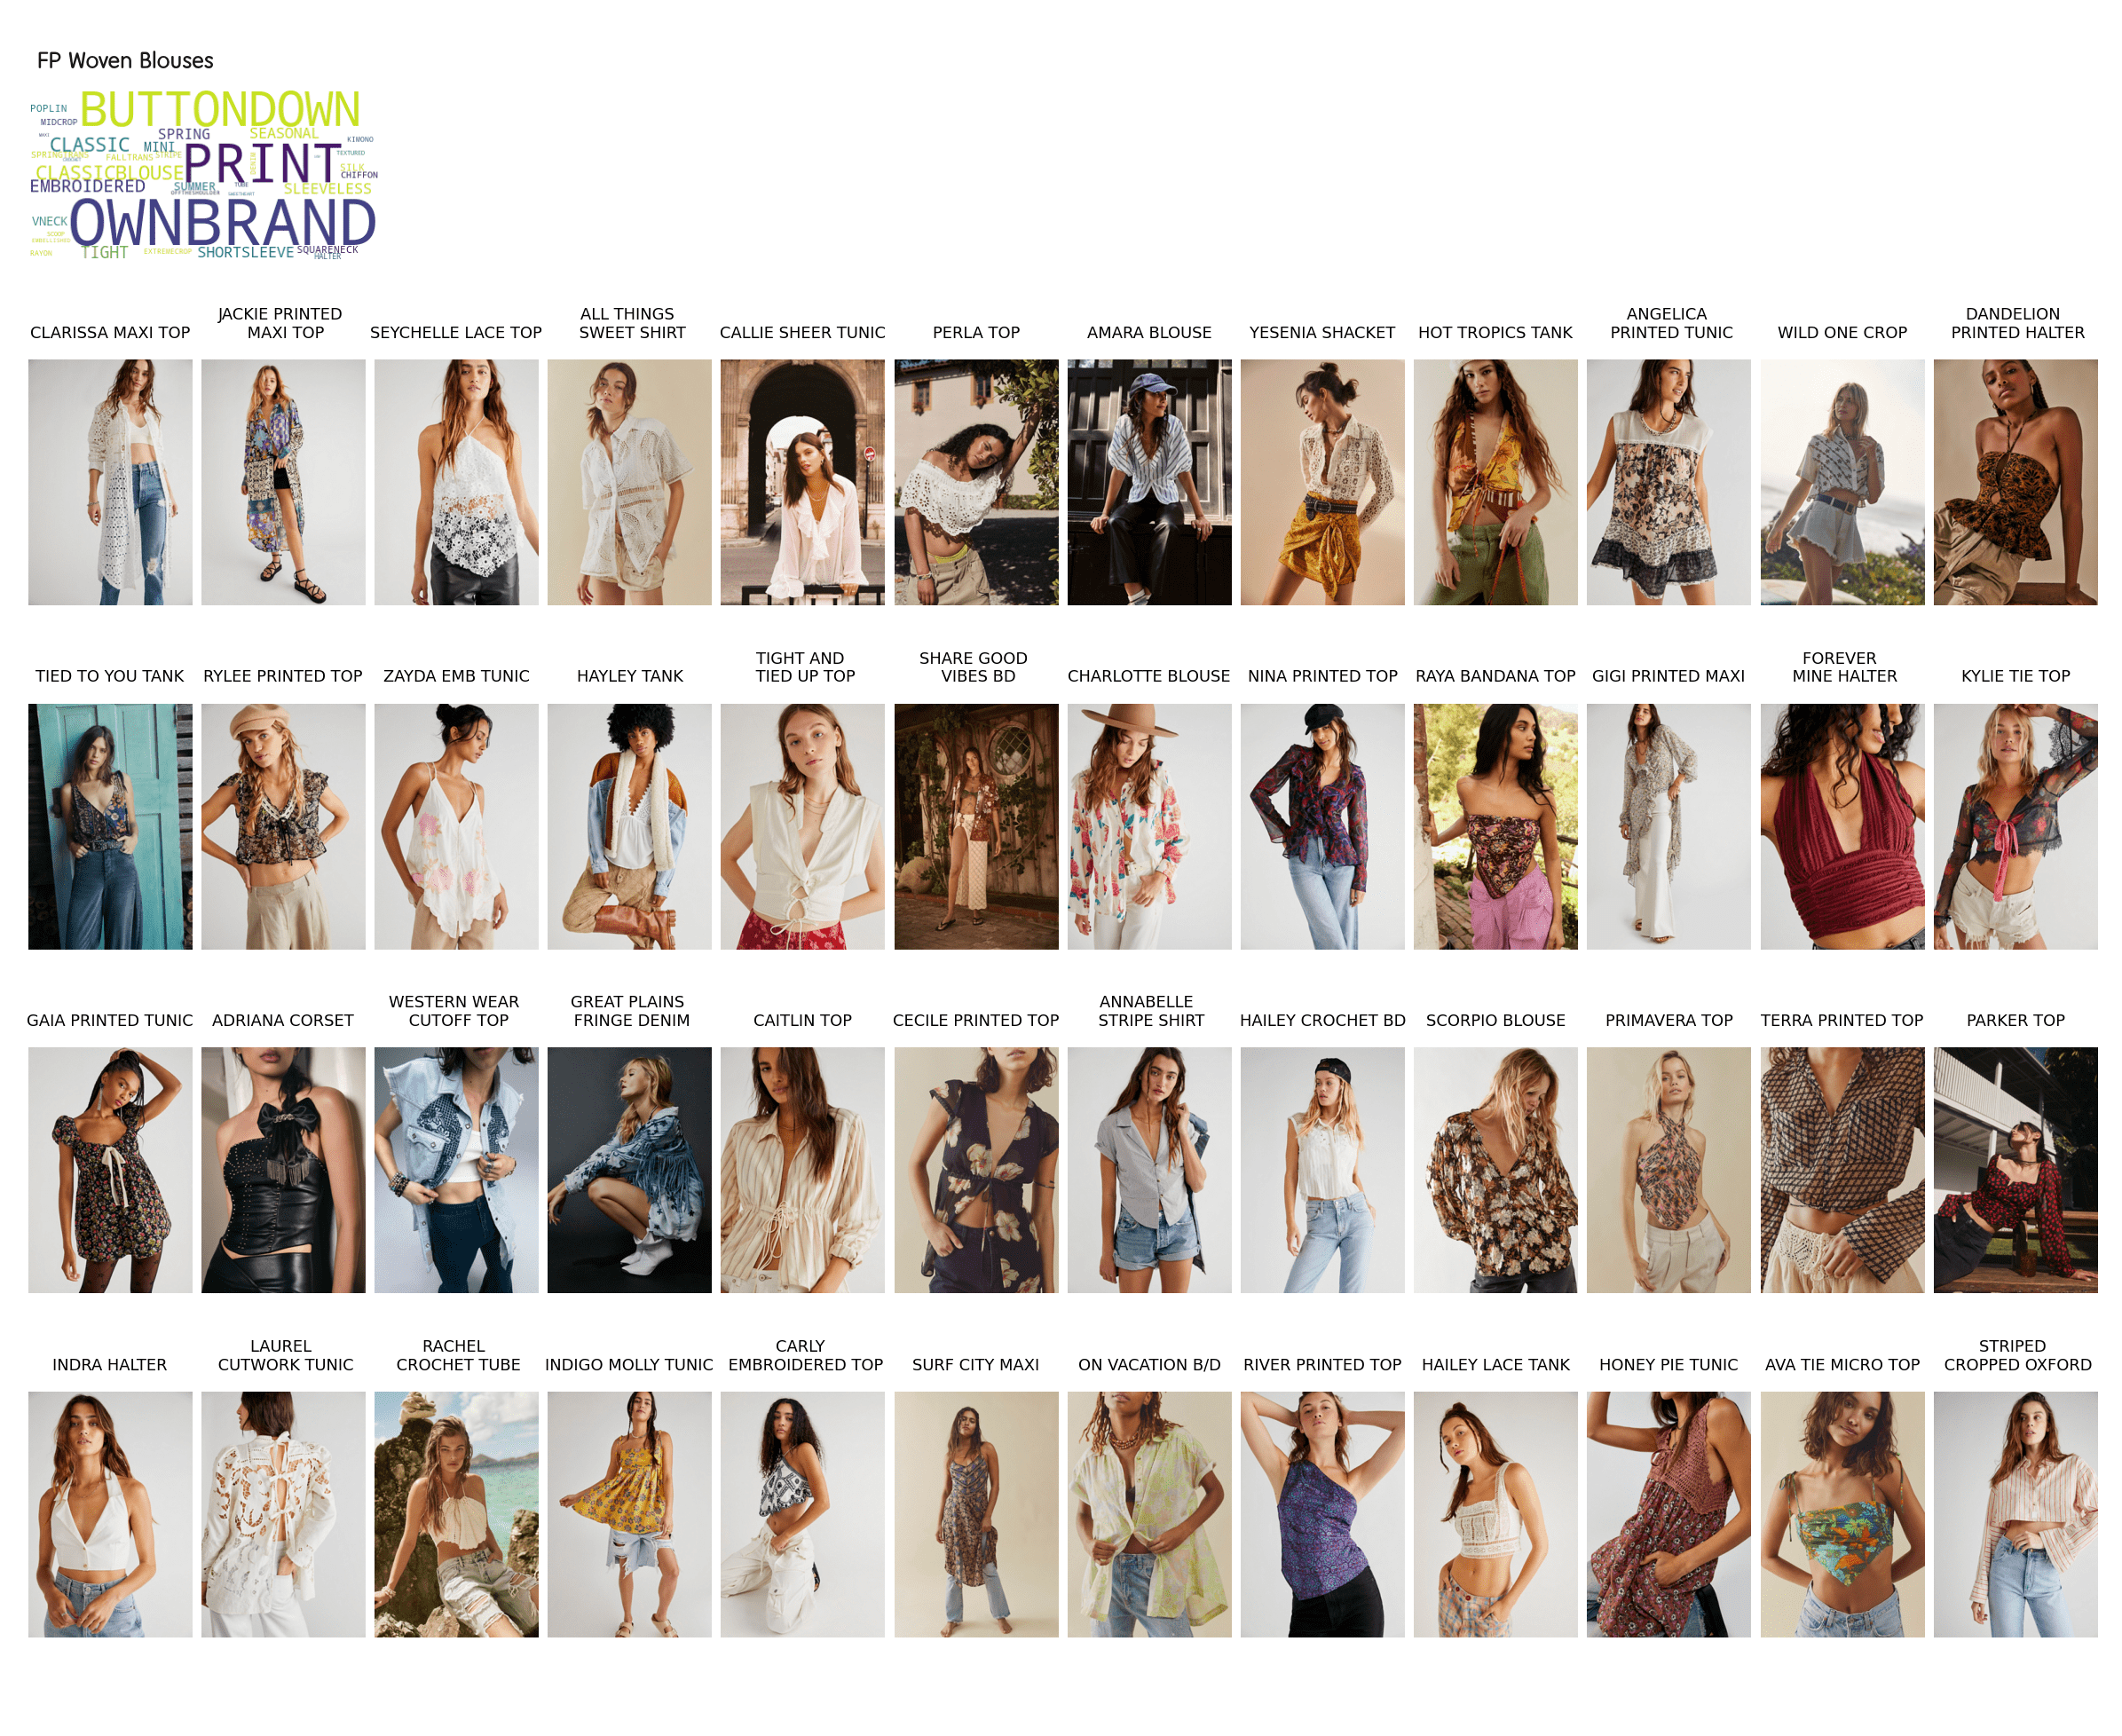 FP Woven Blouses
POPLIN BUTTONDOWN
MIDCROP
MAXI SPRING SEASONAL
CLASSIC MINI KIMONO
SPRINGTRANS FALLTRANS STRIPE PRINT TEXTURED
CROCHET
CLASSICBLOUSE SILK
CHIFFON
EMBROIDERED SUMMER TUBE SLEEVELESS
OFFTHESHOULDER SWEETHEART
VNECK OWNBRAND
SCOOP
EMBELLISHED
RAYON TIGHT EXTREMECROP SHORTSLEEVE SQUARENECK
HALTER
CLARISSA MAXI TOP
JACKIE PRINTED
MAXI TOP
SEYCHELLE LACE TOP
ALL THINGS
SWEET SHIRT
CALLIE SHEER TUNIC
PERLA TOP
AMARA BLOUSE
YESENIA SHACKET
HOT TROPICS TANK
ANGELICA
PRINTED TUNIC
WILD ONE CROP
DANDELION
PRINTED HALTER
TIED TO YOU TANK
RYLEE PRINTED TOP
ZAYDA EMB TUNIC
HAYLEY TANK
TIGHT AND
TIED UP TOP
SHARE GOOD
VIBES BD
CHARLOTTE BLOUSE
NINA PRINTED TOP
RAYA BANDANA TOP
GIGI PRINTED MAXI
FOREVER
MINE HALTER
KYLIE TIE TOP
GAIA PRINTED TUNIC
ADRIANA CORSET
WESTERN WEAR
CUTOFF TOP
GREAT PLAINS
FRINGE DENIM
CAITLIN TOP
CECILE PRINTED TOP
ANNABELLE
STRIPE SHIRT
HAILEY CROCHET BD
SCORPIO BLOUSE
PRIMAVERA TOP
TERRA PRINTED TOP
PARKER TOP
INDRA HALTER
LAUREL
CUTWORK TUNIC
RACHEL
CROCHET TUBE
INDIGO MOLLY TUNIC
CARLY
EMBROIDERED TOP
SURF CITY MAXI
ON VACATION B/D
RIVER PRINTED TOP
HAILEY LACE TANK
HONEY PIE TUNIC
AVA TIE MICRO TOP
STRIPED
CROPPED OXFORD